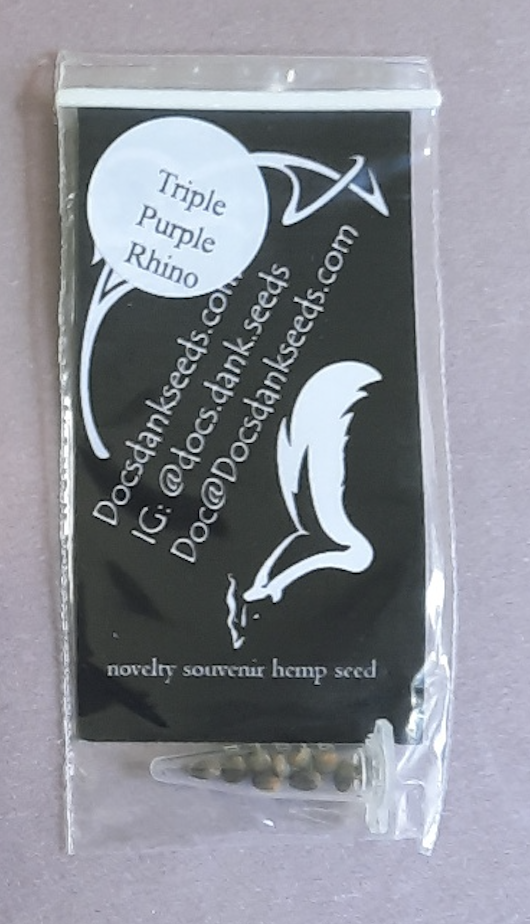 Triple
Purple
Rhino
Docsdankseeds.com
IG: @docs.dank.seeds
Doc@Docsdankseeds.com
novelty souvenir hemp seed